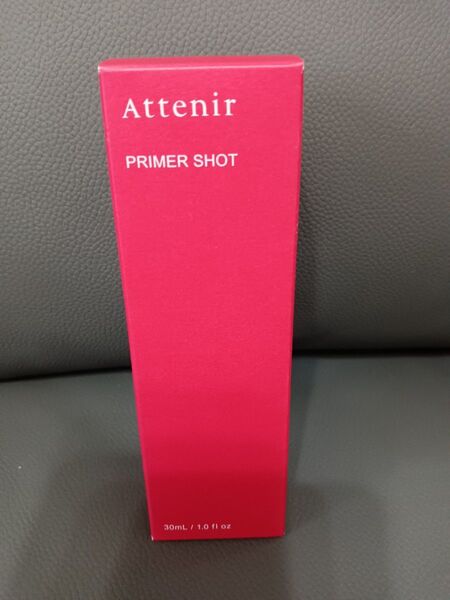 Attenir
PRIMER SHOT
30mL / 1.0 fl oz